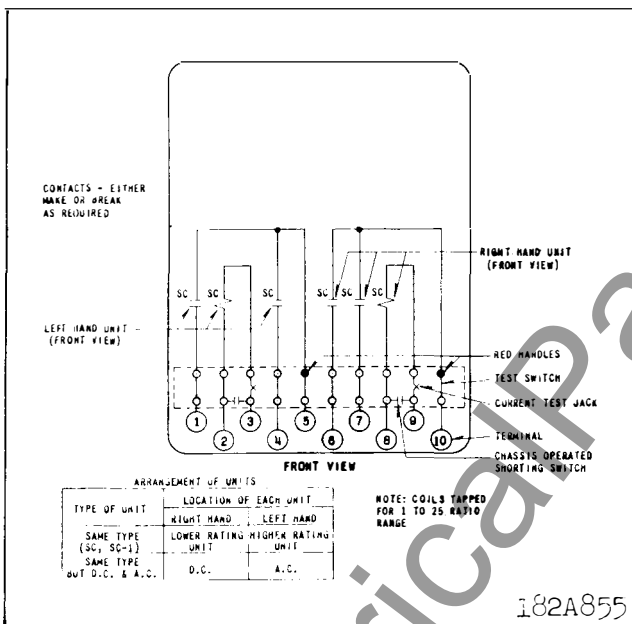 CONTACTS - EITHER
MAKE OR BREAK
AS REQUIRED
RIGHT HAND UNIT
(FRONT VIEW)
SC
SC
SC
SC
SC
LEFT HAND UNIT
(FRONT VIEW)
RED HANDLES
TEST SWITCH
CURRENT TEST JACK
1
3
5
7
9
2
4
6
8
10
TERMINAL
CHASSIS OPERATED
SHORTING SWITCH
FRONT VIEW
ARRANGEMENT OF UNITS
TYPE OF UNIT
LOCATION OF EACH UNIT
RIGHT HAND
LEFT HAND
SAME TYPE
(SC, SC-1)
LOWER RATING
UNIT
HIGHER RATING
UNIT
SAME TYPE
BUT D.C. & A.C.
D.C.
A.C.
NOTE: COILS TAPPED
FOR 1 TO 25 RATIO
RANGE
182A855